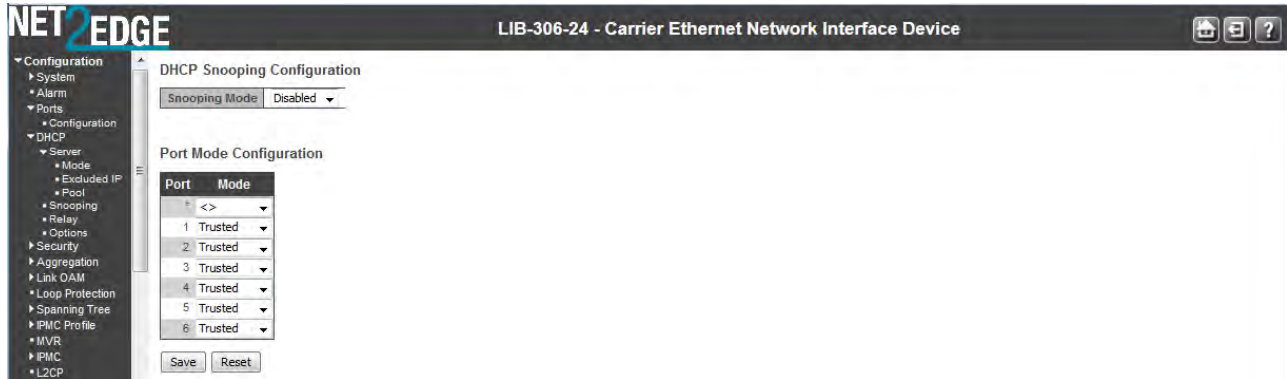 NET2EDGE
LIB-306-24 - Carrier Ethernet Network Interface Device
?
Configuration
System
Alarm
Ports
Configuration
DHCP
Server
Mode
Excluded IP
Pool
Snooping
Relay
Options
Security
Aggregation
Link OAM
Loop Protection
Spanning Tree
IPMC Profile
MVR
IPMC
L2CP
DHCP Snooping Configuration
Snooping Mode Disabled
Port Mode Configuration
Port Mode
* <>
1 Trusted
2 Trusted
3 Trusted
4 Trusted
5 Trusted
6 Trusted
Save Reset